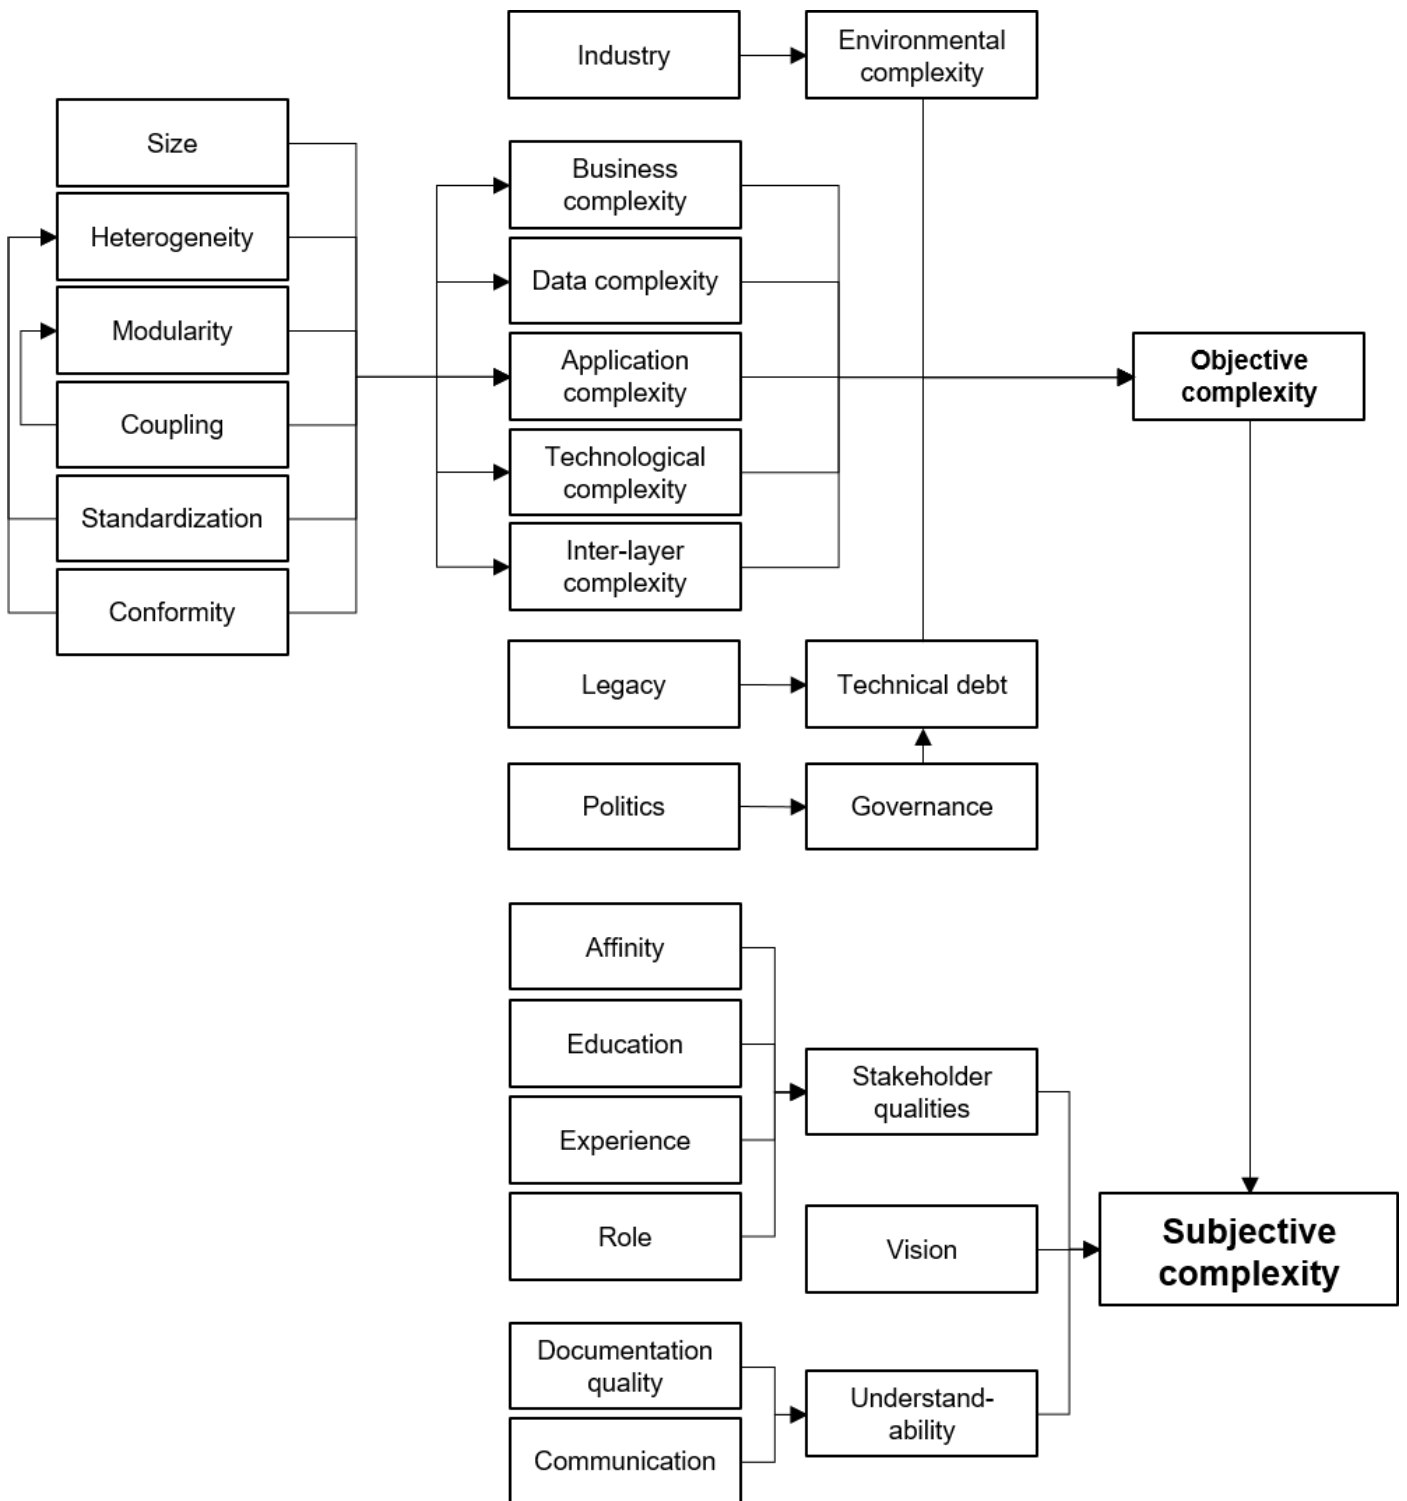 Industry
Environmental
complexity
Size
Heterogeneity
Modularity
Coupling
Standardization
Conformity
Business
complexity
Data complexity
Application
complexity
Technological
complexity
Inter-layer
complexity
Objective
complexity
Legacy
Technical debt
Politics
Governance
Affinity
Education
Experience
Role
Stakeholder
qualities
Vision
Subjective
complexity
Documentation
quality
Communication
Understand-
ability